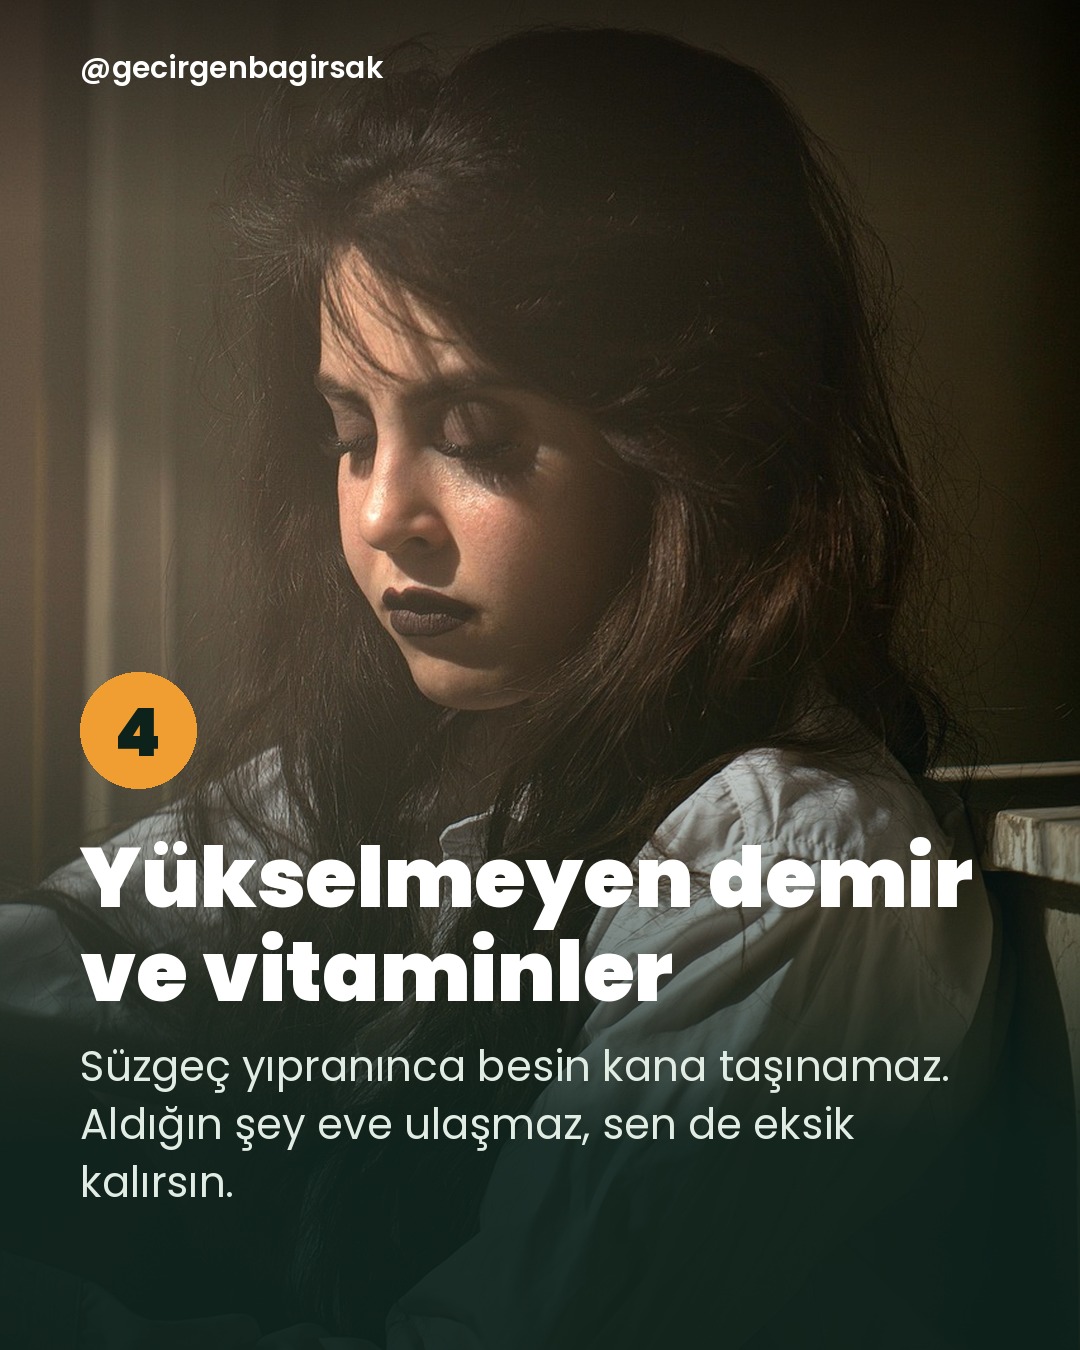 @gecirgenbagirsak
4
Yükselmeyen demir
ve vitaminler
Süzgeç yıpranınca besin kana taşınamaz.
Aldığın şey eve ulaşmaz, sen de eksik
kalırsın.